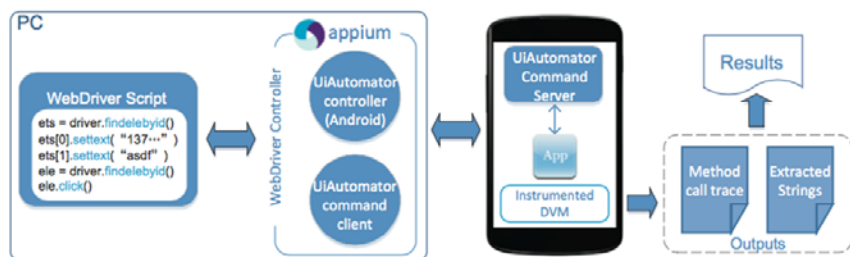 PC
WebDriver Script
ets = driver.findelebyid()
ets[0].settext( “137…” )
ets[1].settext( “asdf” )
ele = driver.findelebyid()
ele.click()
WebDriver Controller
appium
UiAutomator
controller
(Android)
UiAutomator
command
client
UiAutomator
Command
Server
App
Instrumented
DVM
Results
Method
call trace
Extracted
Strings
Outputs